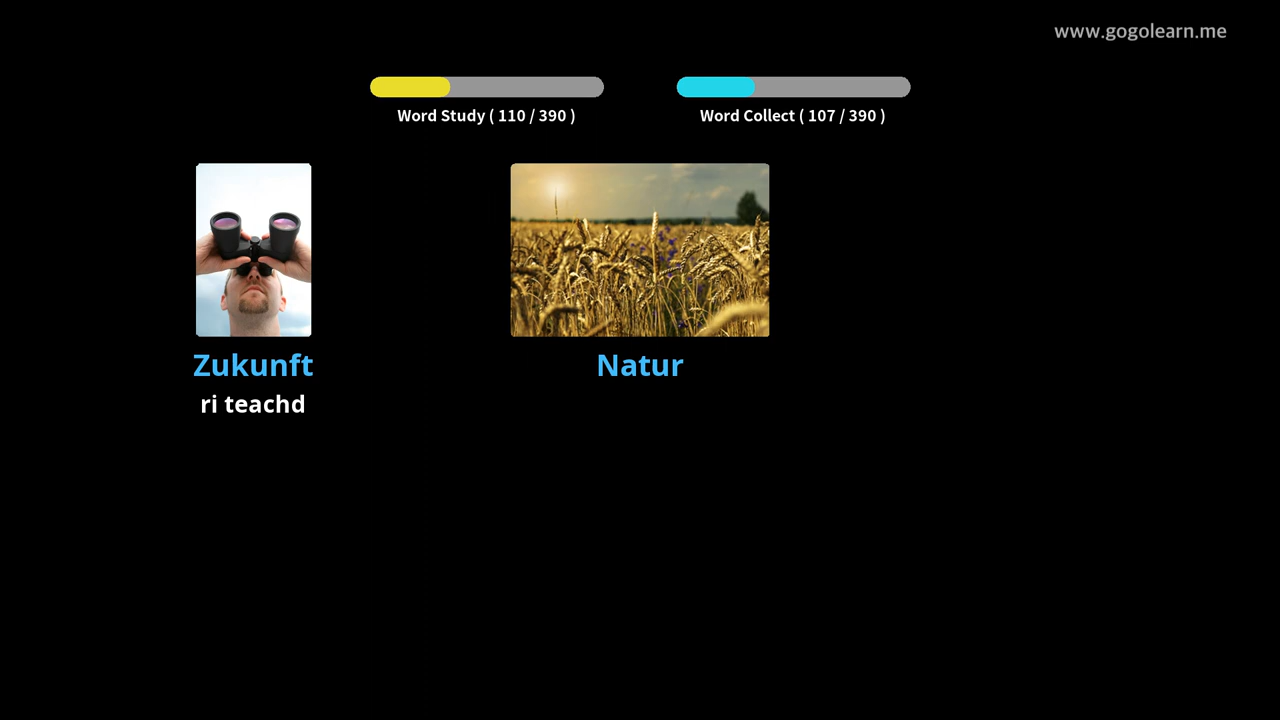 www.gogolearn.me
Word Study ( 110 / 390 )
Word Collect ( 107 / 390 )
Zukunft
ri teachd
Natur